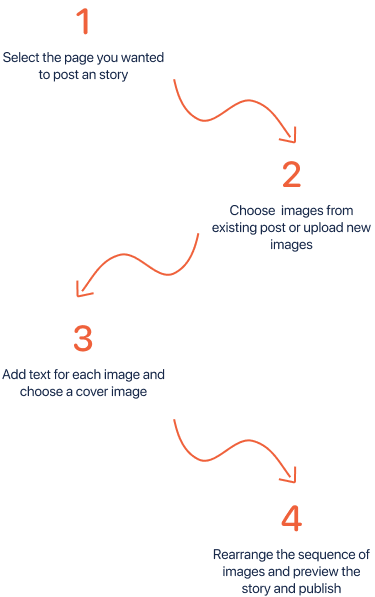 1
Select the page you wanted
to post an story
2
Choose  images from
existing post or upload new
images
3
Add text for each image and
choose a cover image
4
Rearrange the sequence of
images and preview the
story and publish